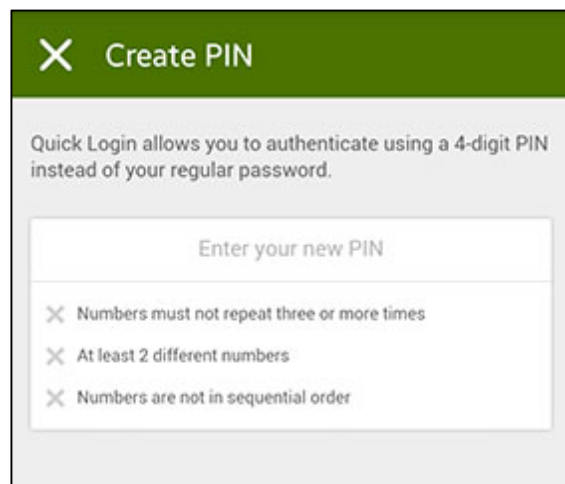 Create PIN
Quick Login allows you to authenticate using a 4-digit PIN
instead of your regular password.
Enter your new PIN
Numbers must not repeat three or more times
At least 2 different numbers
Numbers are not in sequential order